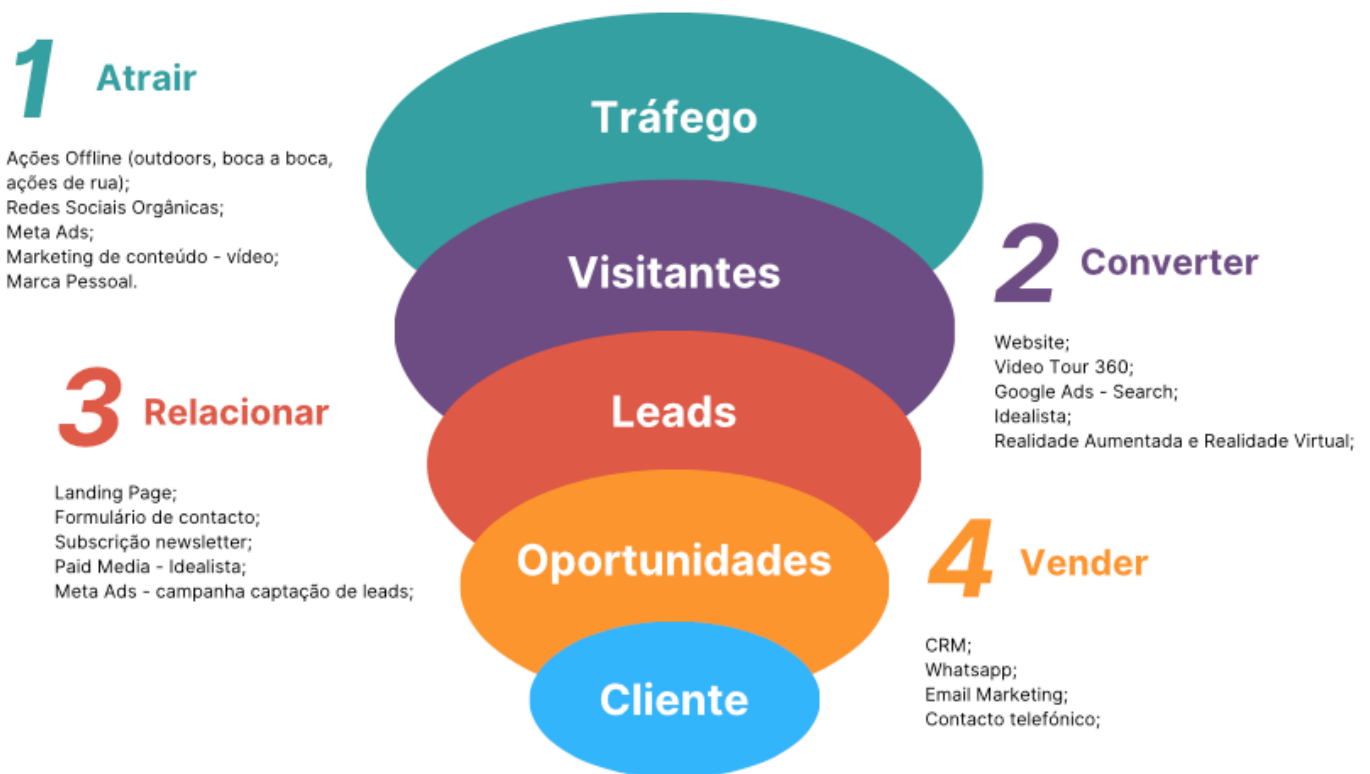 1 Atrair
Ações Offline (outdoors, boca a boca,
ações de rua);
Redes Sociais Orgânicas;
Meta Ads;
Marketing de conteúdo - vídeo;
Marca Pessoal.
Tráfego
Visitantes
2 Converter
Website;
Video Tour 360;
Google Ads - Search;
Idealista;
Realidade Aumentada e Realidade Virtual;
3 Relacionar
Landing Page;
Formulário de contacto;
Subscrição newsletter;
Paid Media - Idealista;
Meta Ads - campanha captação de leads;
Leads
Oportunidades
4 Vender
CRM;
Whatsapp;
Email Marketing;
Contacto telefónico;
Cliente